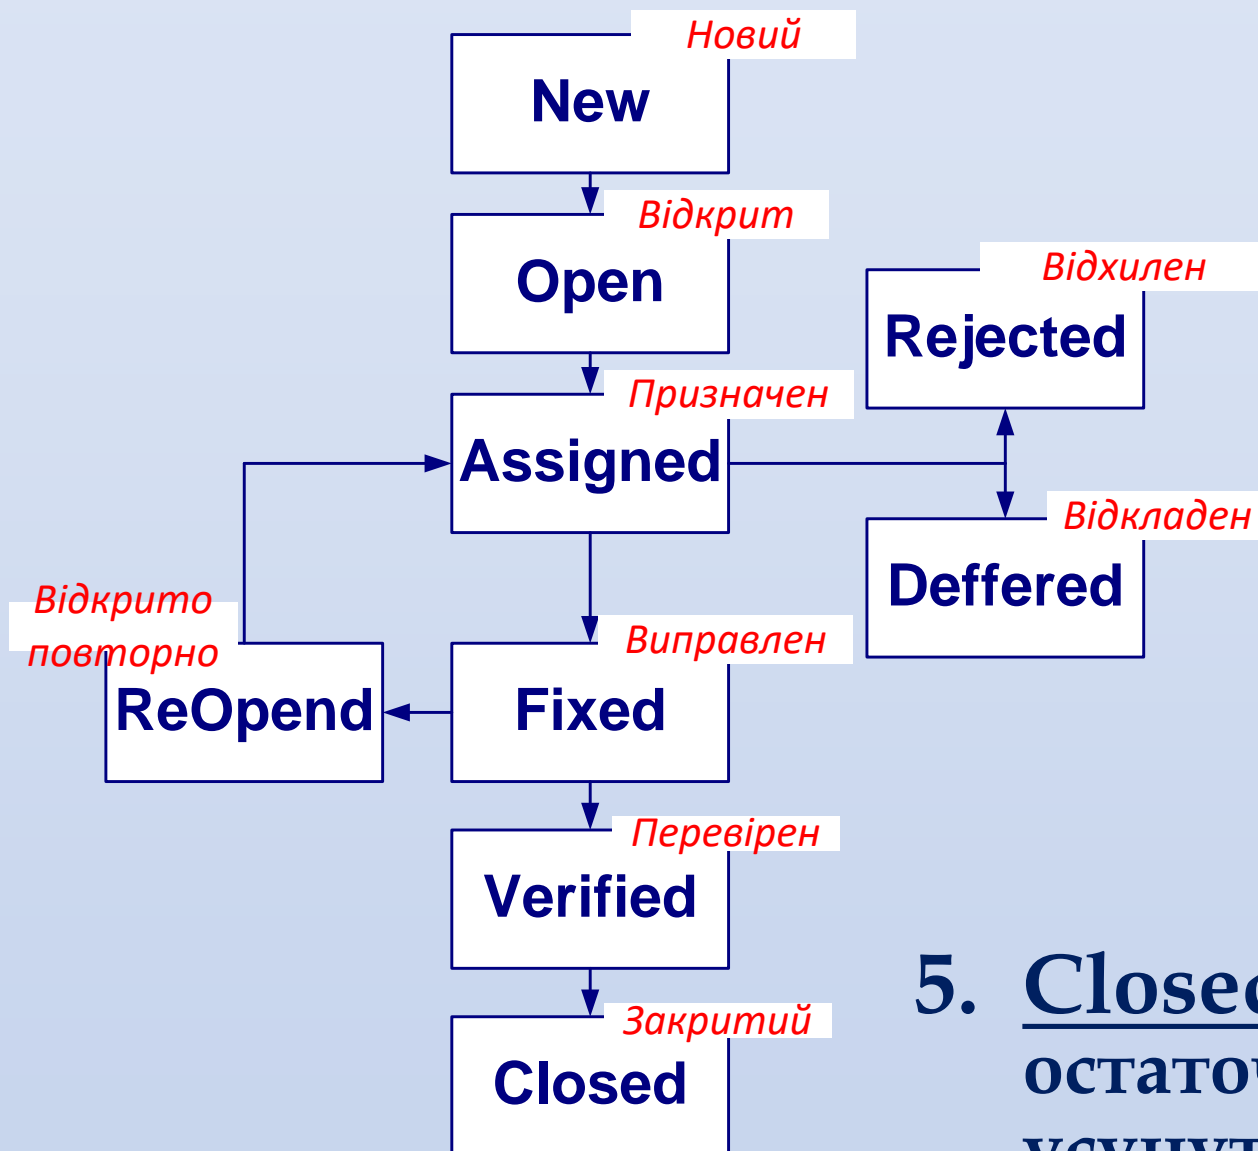 Новий
New
Відкрит
Open
Відхилен
Rejected
Призначен
Assigned
Відкладен
Deffered
Відкрито
повторно
ReOpend
Виправлен
Fixed
Перевірен
Verified
Закритий
Closed
5. Closed